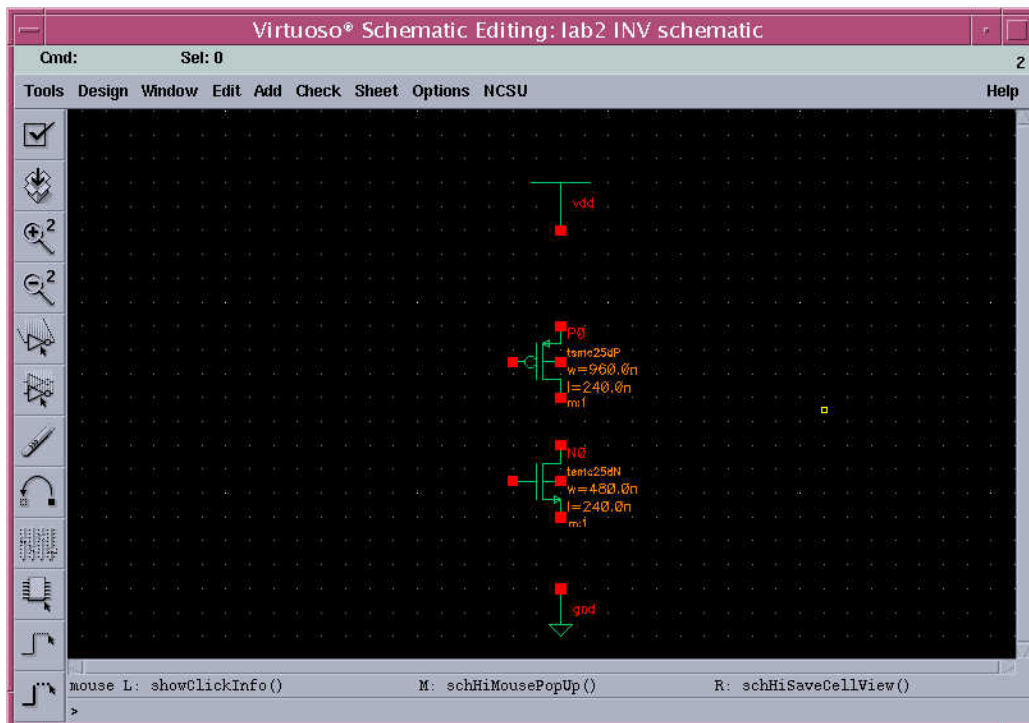 Virtuoso® Schematic Editing: lab2 INV schematic
Cmd: Sel: 0 2
Tools Design Window Edit Add Check Sheet Options NCSU Help
2
2
vdd
P0
tsmc25dP
w=960.0n
l=240.0n
m:1
N0
tsmc25dN
w=480.0n
l=240.0n
m:1
gnd
mouse L: showClickInfo() M: schHiMousePopUp() R: schHiSaveCellView()
>